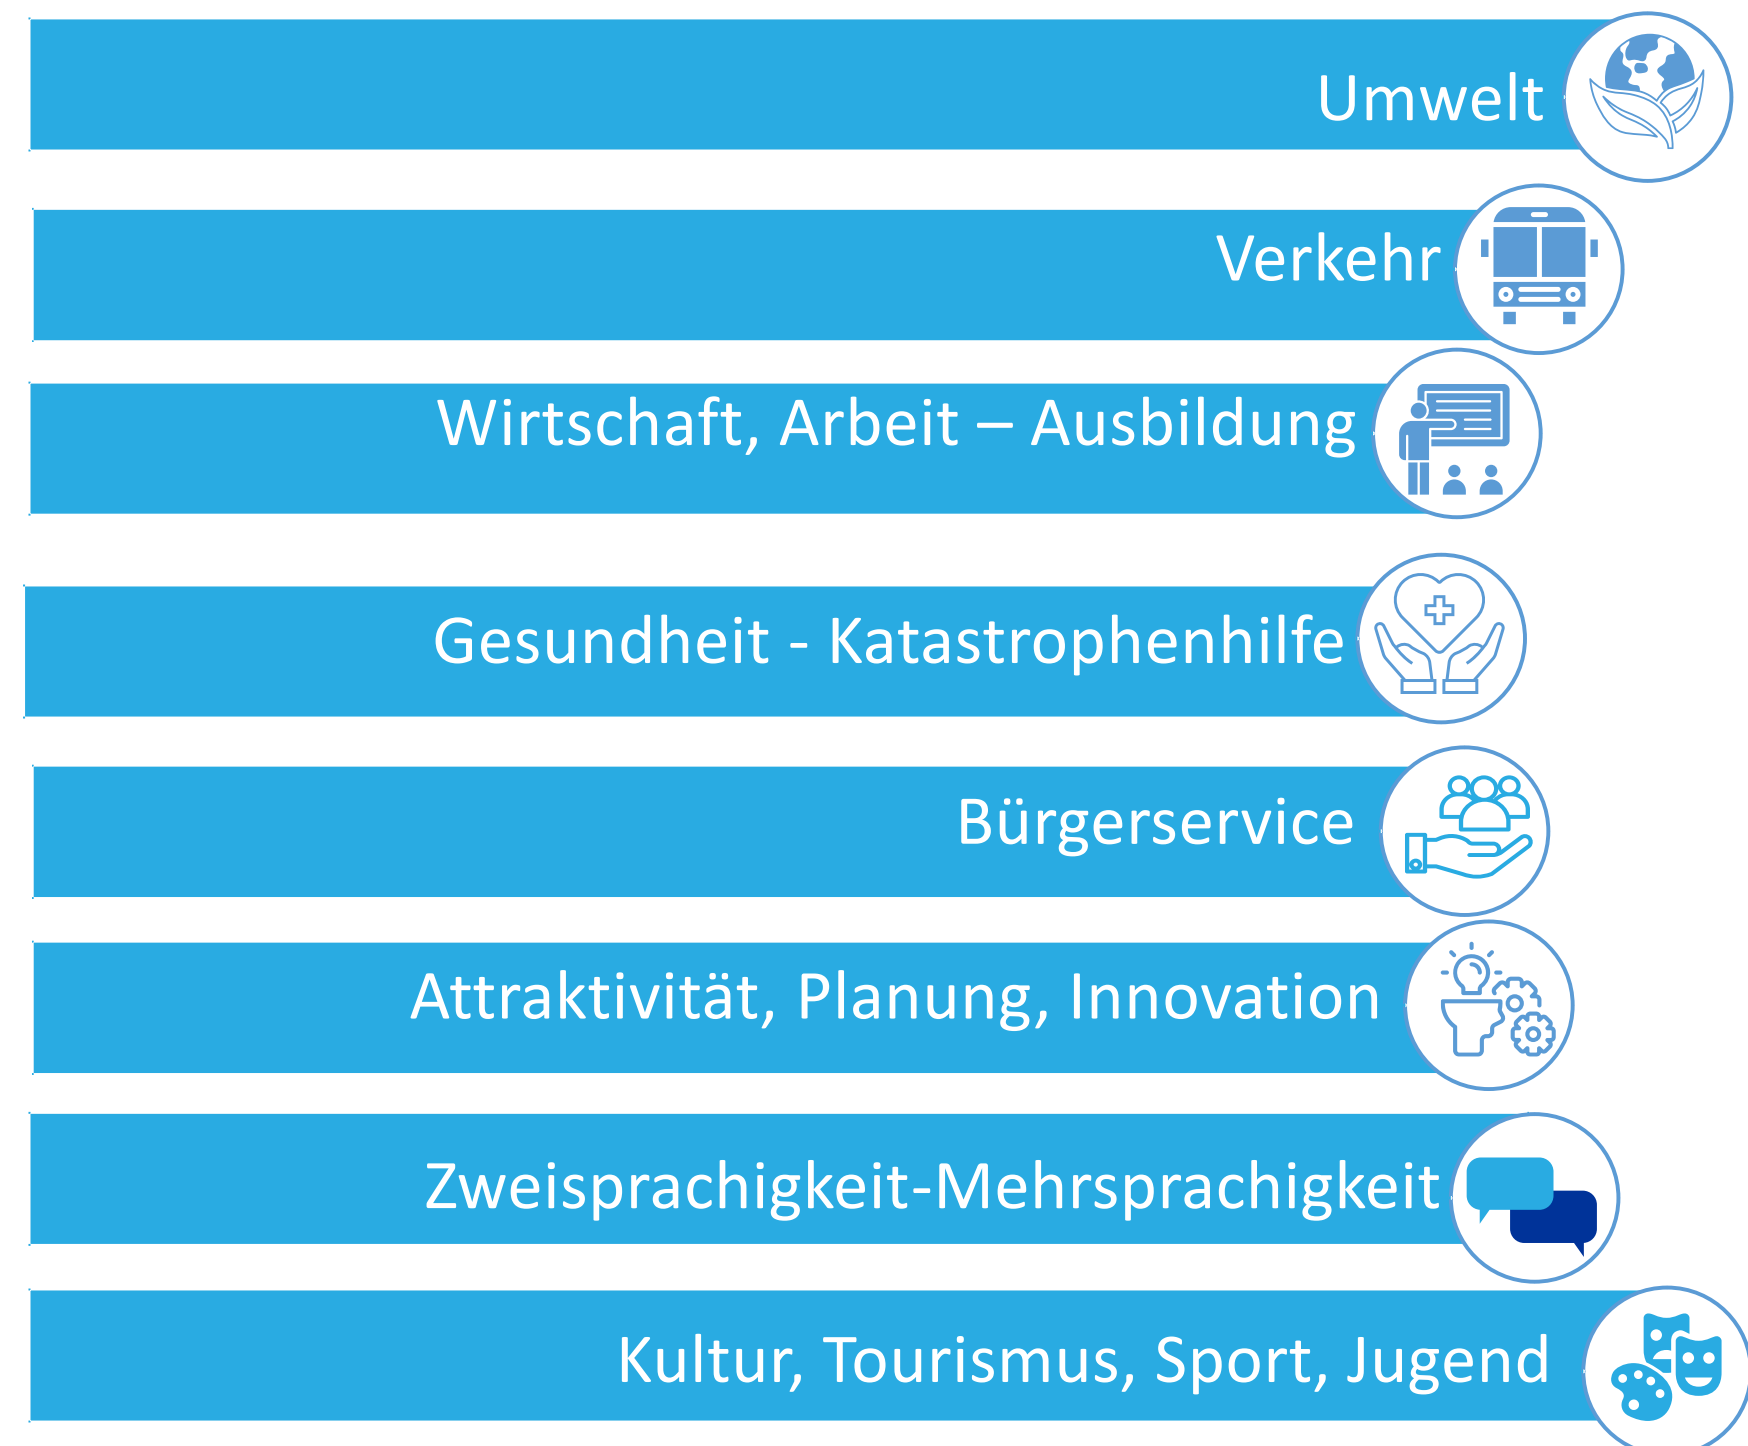 Umwelt
Verkehr
Wirtschaft, Arbeit – Ausbildung
Gesundheit - Katastrophenhilfe
Bürgerservice
Attraktivität, Planung, Innovation
Zweisprachigkeit-Mehrsprachigkeit
Kultur, Tourismus, Sport, Jugend